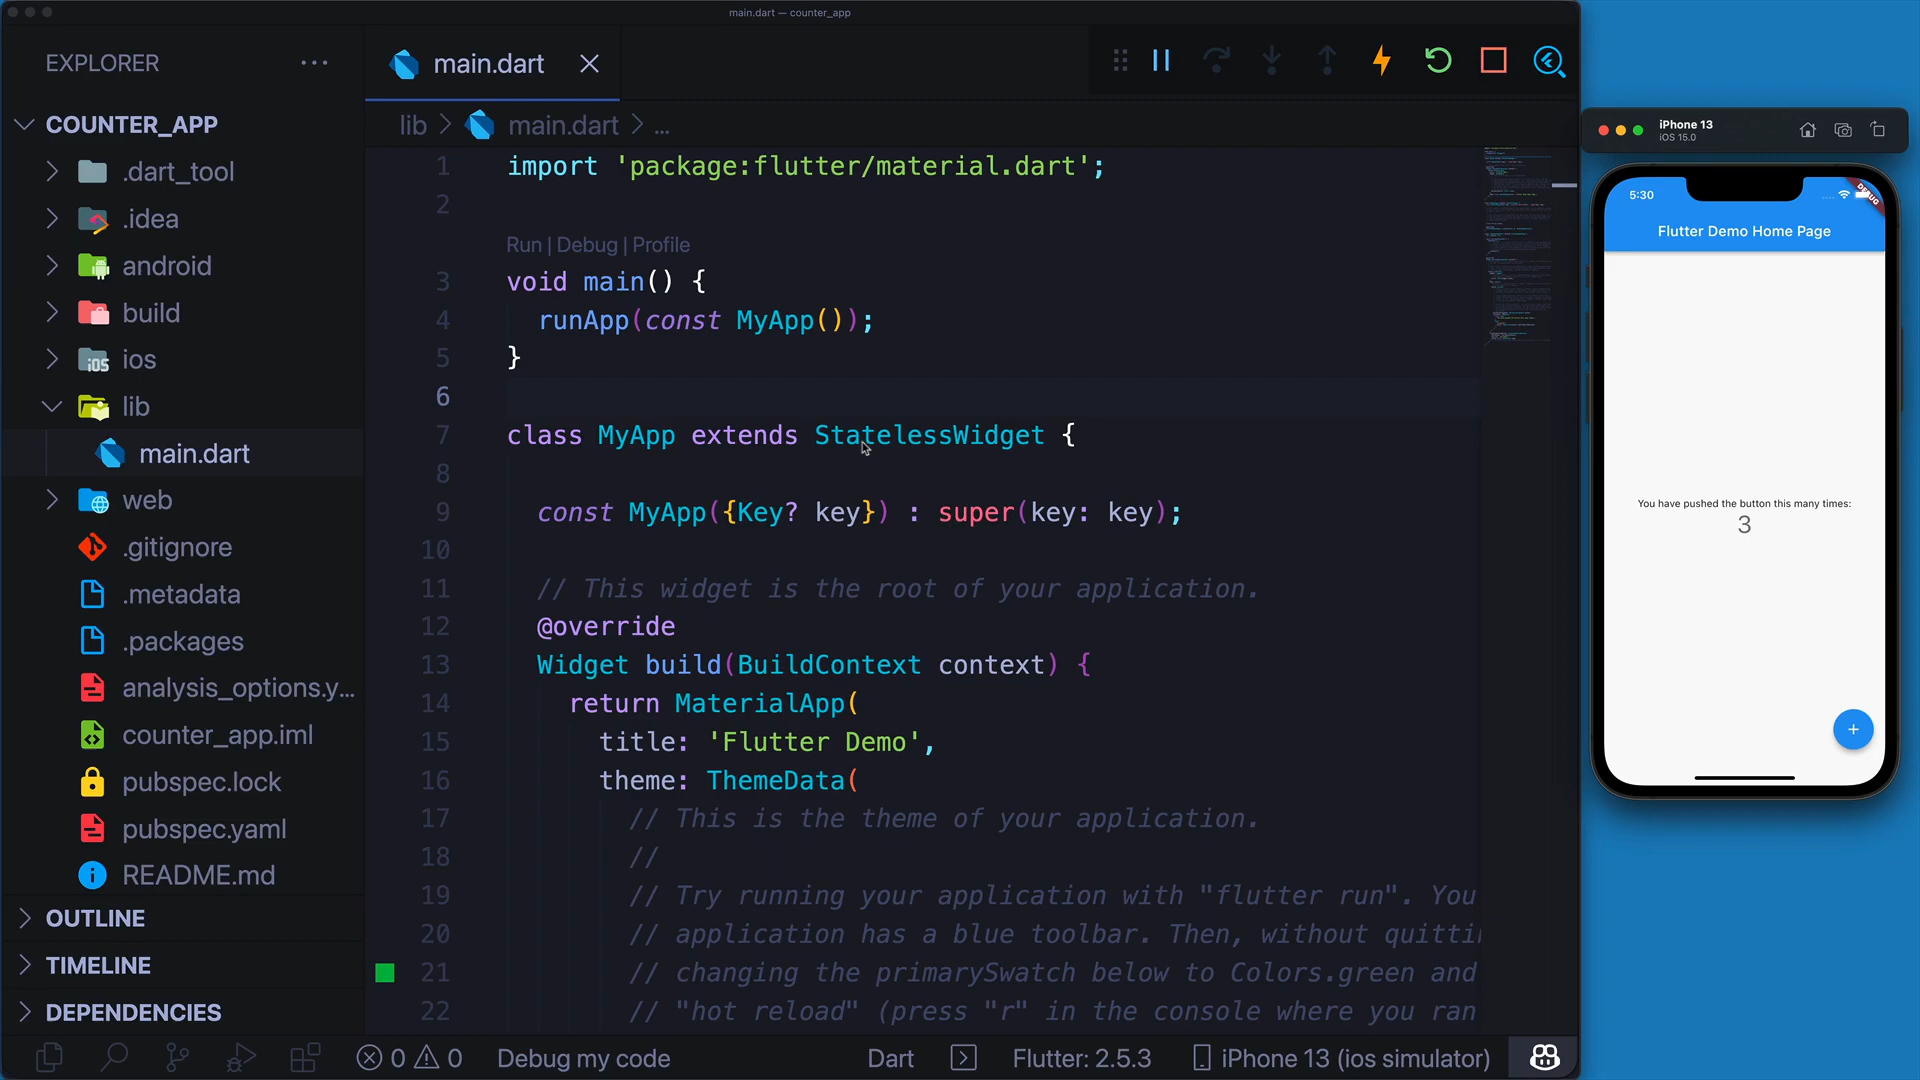 main.dart — counter_app
EXPLORER
COUNTER_APP
.dart_tool
.idea
android
build
ios
lib
main.dart
web
.gitignore
.metadata
.packages
analysis_options.y...
counter_app.iml
pubspec.lock
pubspec.yaml
README.md
OUTLINE
TIMELINE
DEPENDENCIES
main.dart
lib > main.dart > ...
1 import 'package:flutter/material.dart';
2
Run | Debug | Profile
3 void main() {
4 runApp(const MyApp());
5 }
6
7 class MyApp extends StatelessWidget {
8
9 const MyApp({Key? key}) : super(key: key);
10
11 // This widget is the root of your application.
12 @override
13 Widget build(BuildContext context) {
14 return MaterialApp(
15 title: 'Flutter Demo',
16 theme: ThemeData(
17 // This is the theme of your application.
18 //
19 // Try running your application with "flutter run". You
20 // application has a blue toolbar. Then, without quitti
21 // changing the primarySwatch below to Colors.green and
22 // "hot reload" (press "r" in the console where you ran
0 0 Debug my code Dart Flutter: 2.5.3 iPhone 13 (ios simulator)
iPhone 13
iOS 15.0
5:30
DEBUG
Flutter Demo Home Page
You have pushed the button this many times:
3
+